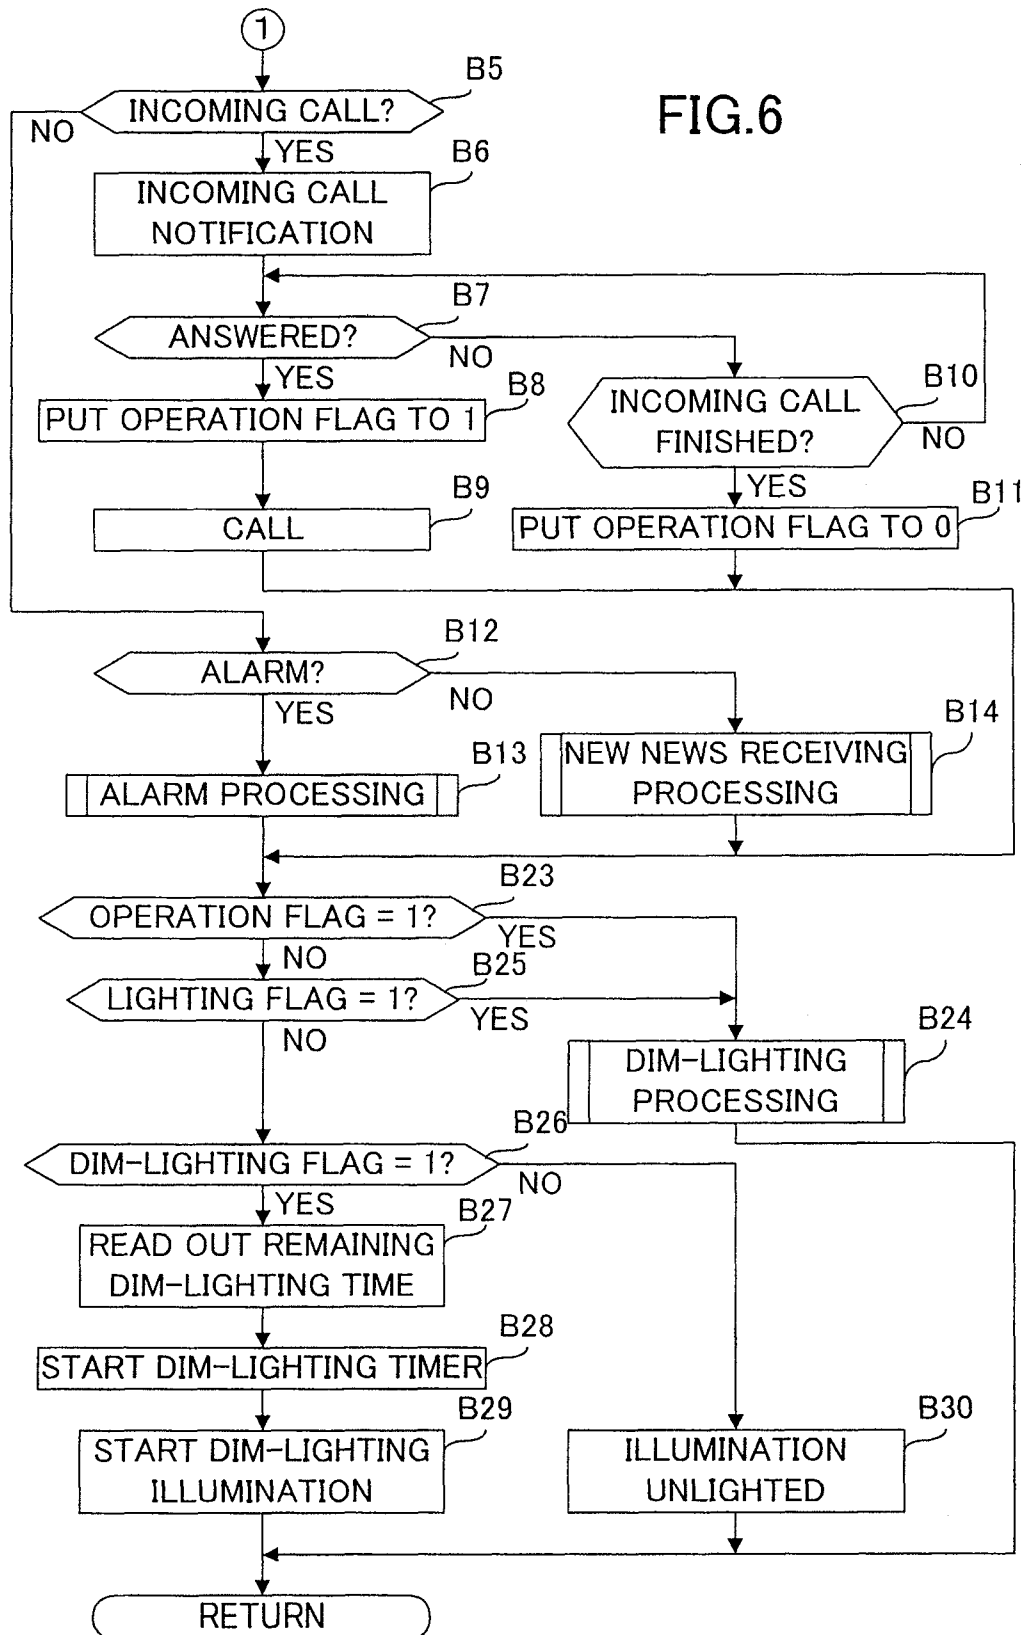 1
B5
FIG.6
INCOMING CALL?
NO
YES
B6
INCOMING CALL
NOTIFICATION
B7
ANSWERED?
NO
YES
B8
B10
PUT OPERATION FLAG TO 1
INCOMING CALL
FINISHED?
NO
YES
B9
B11
CALL
PUT OPERATION FLAG TO 0
B12
ALARM?
NO
YES
B14
B13
NEW NEWS RECEIVING
PROCESSING
ALARM PROCESSING
B23
OPERATION FLAG = 1?
YES
NO
B25
LIGHTING FLAG = 1?
YES
NO
B24
DIM-LIGHTING
PROCESSING
B26
DIM-LIGHTING FLAG = 1?
NO
YES
B27
READ OUT REMAINING
DIM-LIGHTING TIME
B28
START DIM-LIGHTING TIMER
B29
START DIM-LIGHTING
ILLUMINATION
B30
ILLUMINATION
UNLIGHTED
RETURN